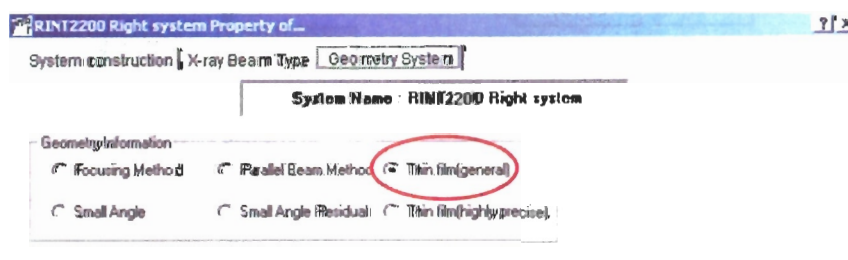 RINT2200 Right system Property of...
System construction X-ray Beam Type Geometry System
System Name : RINT2200 Right system
Geometry Information
Focusing Method Parallel Beam Method Thin film(general)
Small Angle Small Angle (Residual) Thin film(highly precise)